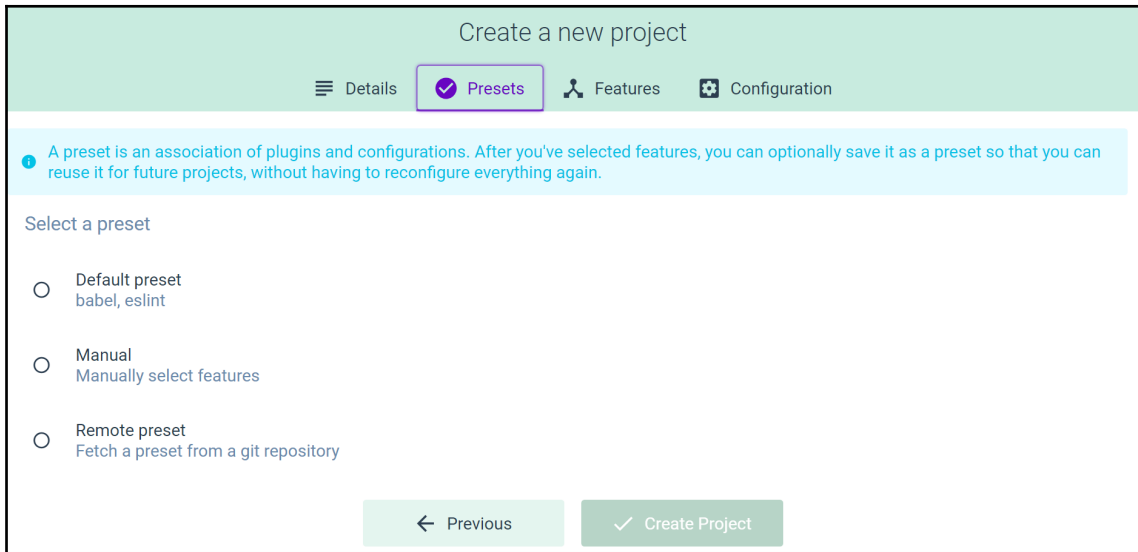 Create a new project
Details Presets Features Configuration
A preset is an association of plugins and configurations. After you've selected features, you can optionally save it as a preset so that you can
reuse it for future projects, without having to reconfigure everything again.
Select a preset
Default preset
babel, eslint
Manual
Manually select features
Remote preset
Fetch a preset from a git repository
Previous Create Project